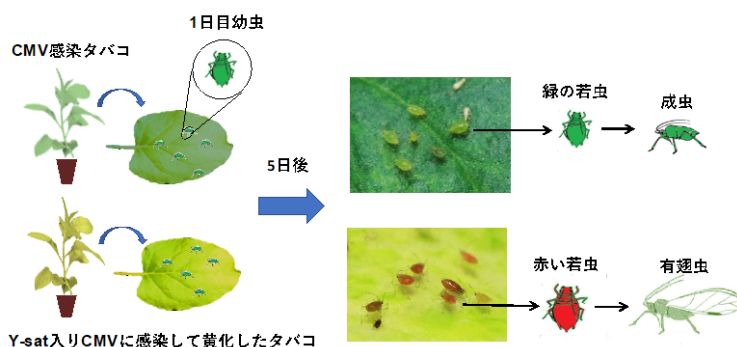 1日目幼虫
CMV感染タバコ
5日後
緑の若虫
成虫
赤い若虫
有翅虫
Y-sat入りCMVに感染して黄化したタバコ